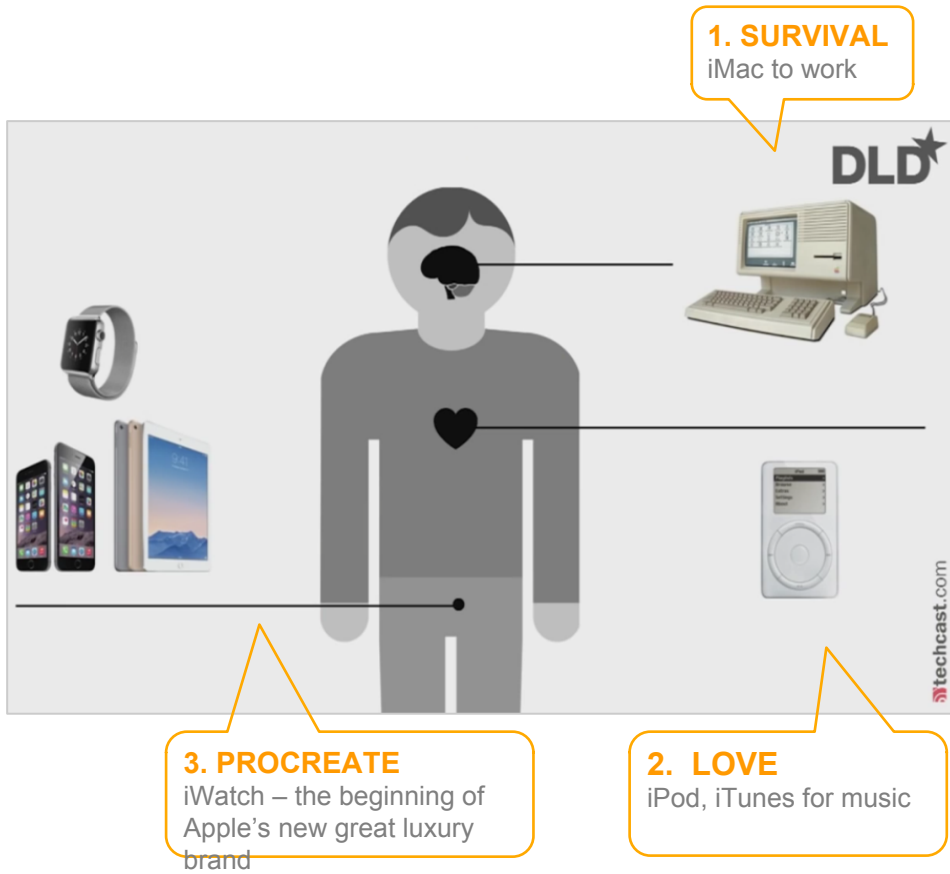 1. SURVIVAL
iMac to work
DLD
techcast.com
3. PROCREATE
iWatch – the beginning of
Apple's new great luxury
brand
2. LOVE
iPod, iTunes for music